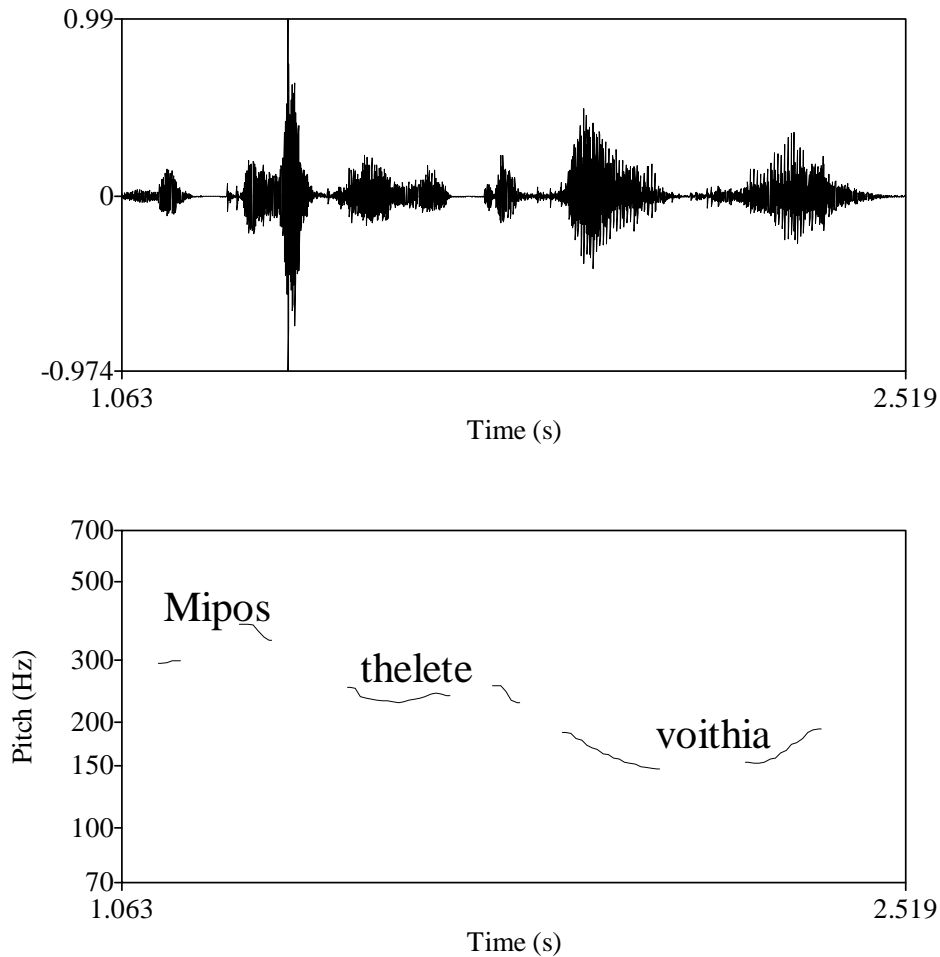 0.99
0
-0.974
1.063 2.519
Time (s)
700
500
300
200
150
100
70
Pitch (Hz)
Mipos
thelete
voithia
1.063 2.519
Time (s)